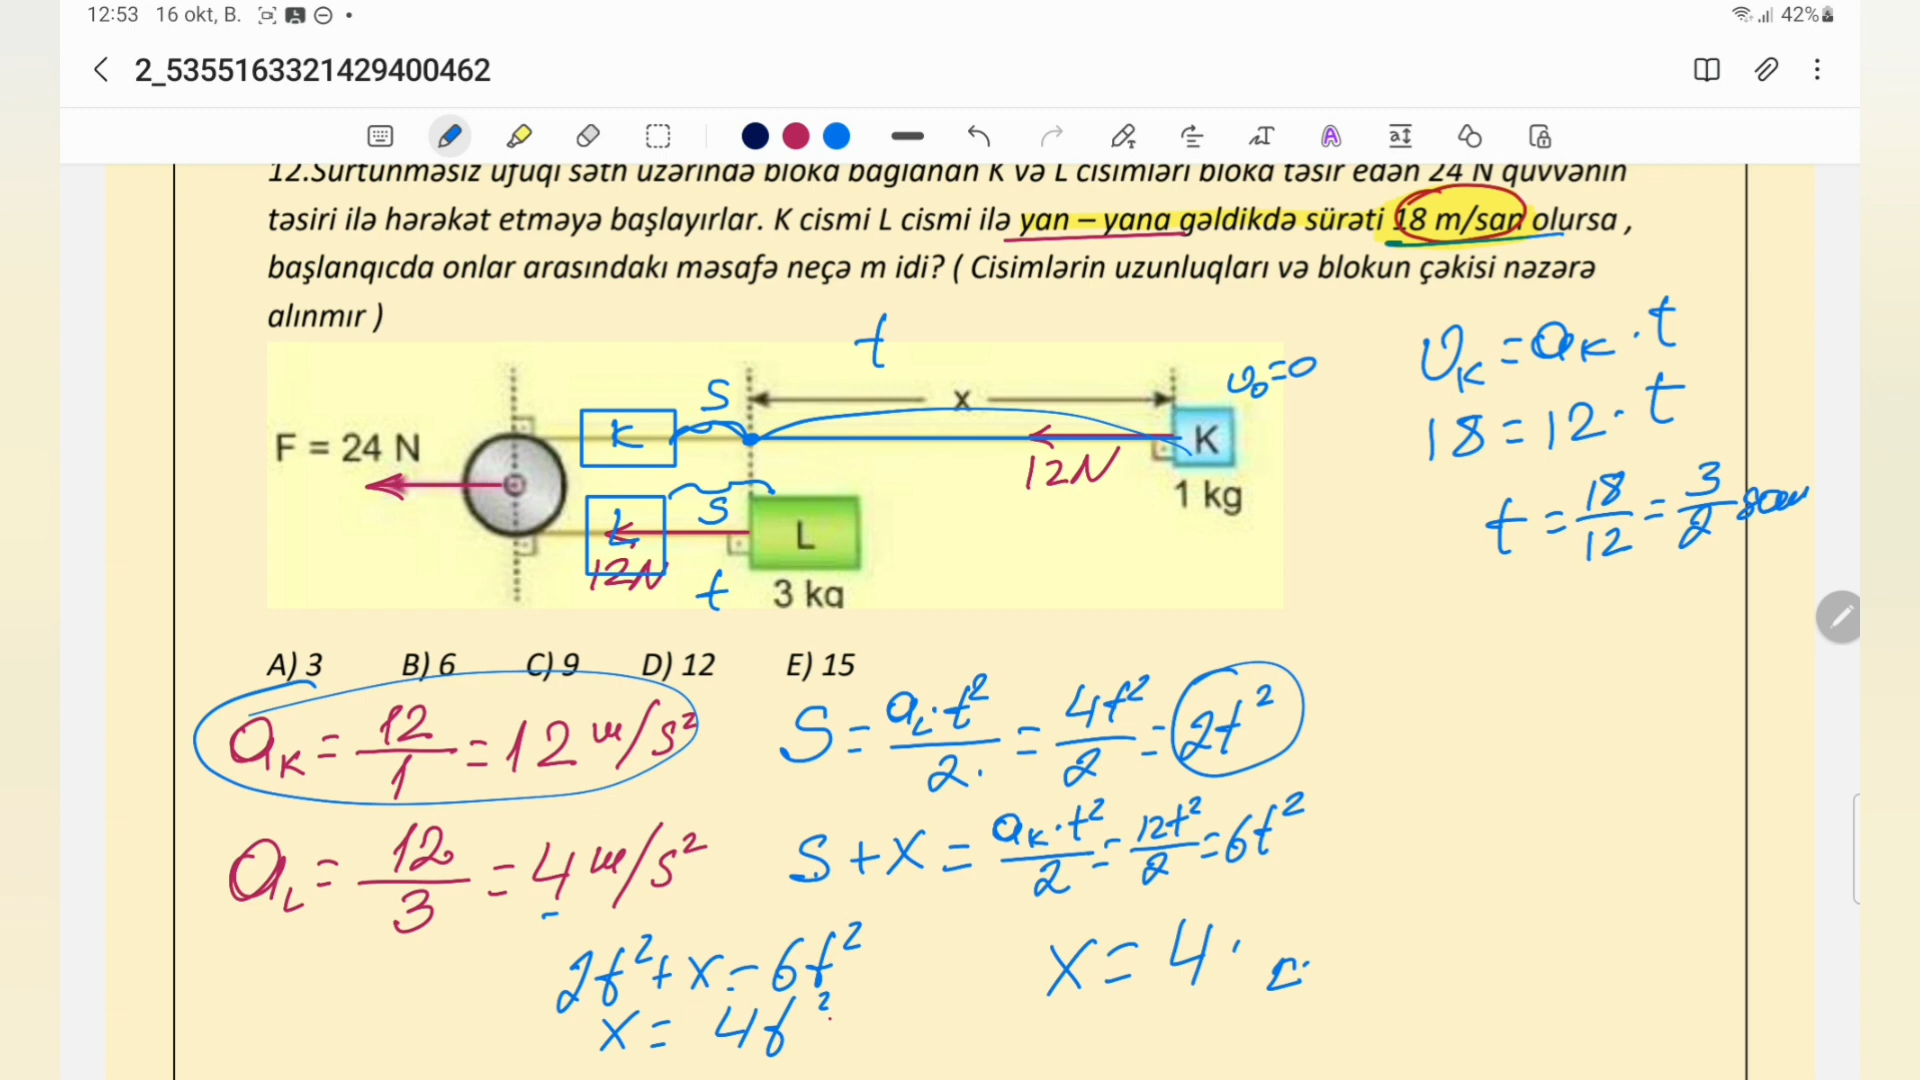 12:53 16 okt, B.
42%
2_5355163321429400462
12.Sürtünməsiz üfüqi səth üzərində bloka bağlanan K və L cisimləri bloka təsir edən 24 N qüvvənin
təsiri ilə hərəkət etməyə başlayırlar. K cismi L cismi ilə yan – yana gəldikdə sürəti 18 m/san olursa ,
başlanqıcda onlar arasındakı məsafə neçə m idi? ( Cisimlərin uzunluqları və blokun çəkisi nəzərə
alınmır )
t
υ₀=0
S
x
F = 24 N
K
K
12N
1 kg
S
L
L
12N
t
3 kg
υK = aK · t
18 = 12 · t
t = 18/12 = 3/2 san
A) 3 B) 6 C) 9 D) 12 E) 15
aK = 12/1 = 12 m/s²
S = aL·t²/2 = 4t²/2 = 2t²
aL = 12/3 = 4 m/s²
S + x = aK·t²/2 = 12t²/2 = 6t²
2t² + x = 6t²
x = 4t²
x = 4 ·